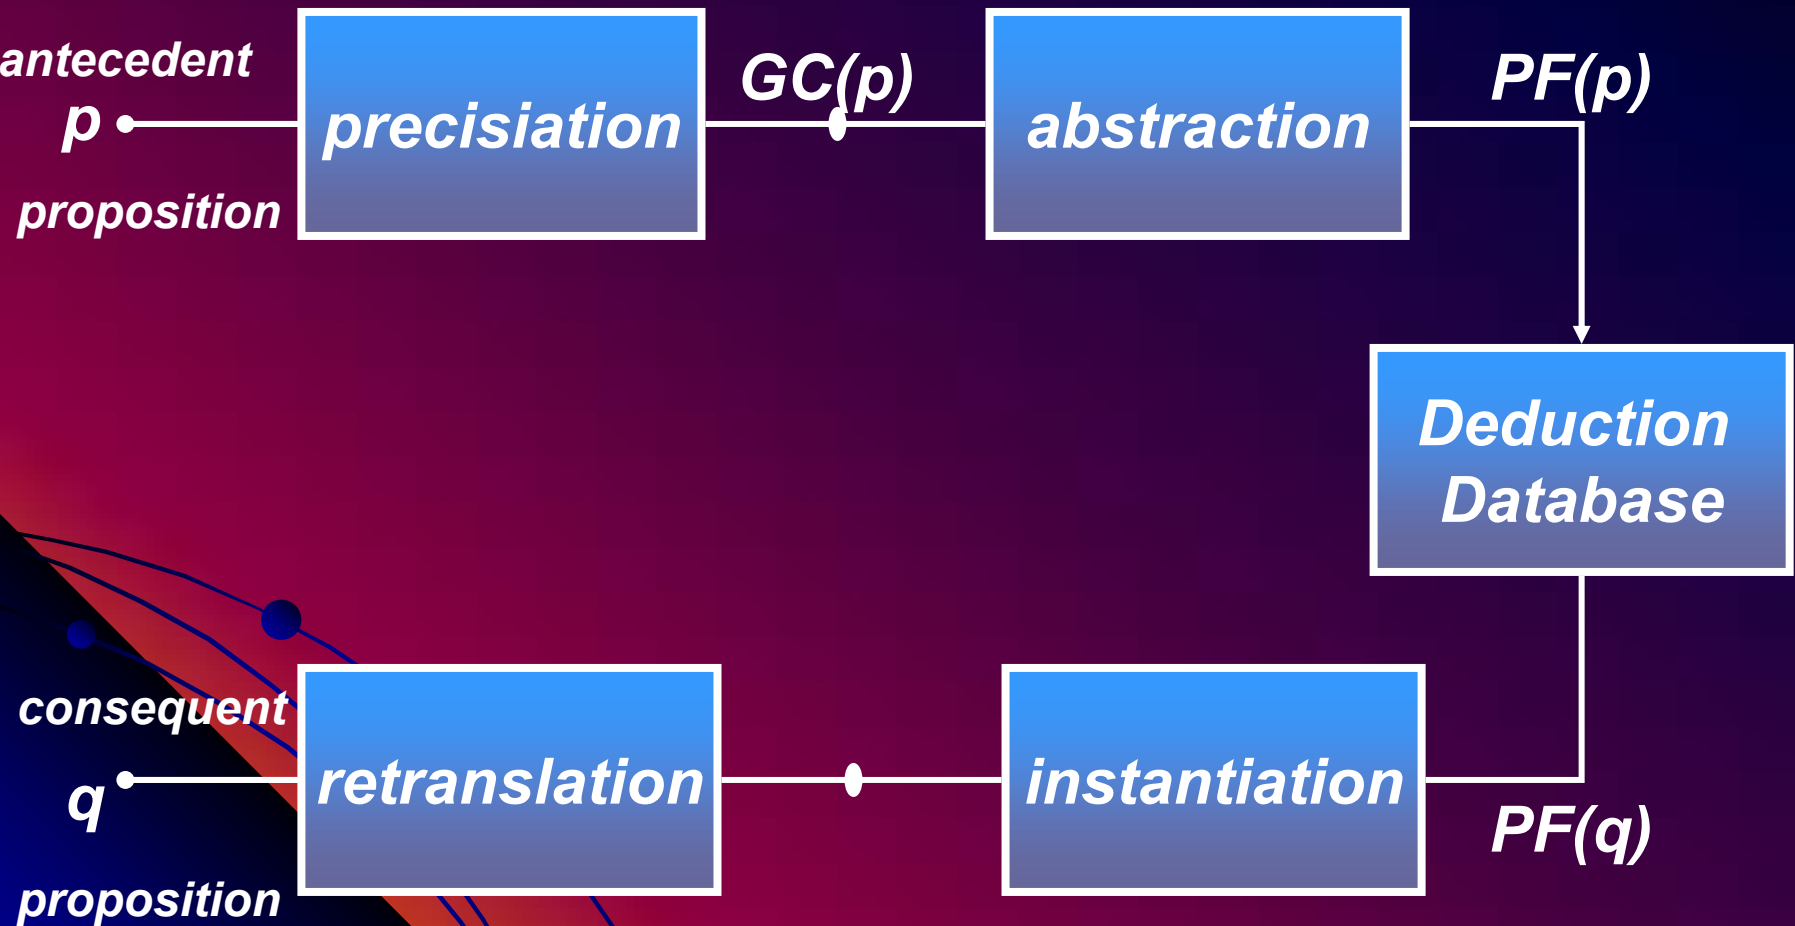 antecedent
p
proposition
precisiation
GC(p)
abstraction
PF(p)
Deduction
Database
consequent
q
proposition
retranslation
instantiation
PF(q)